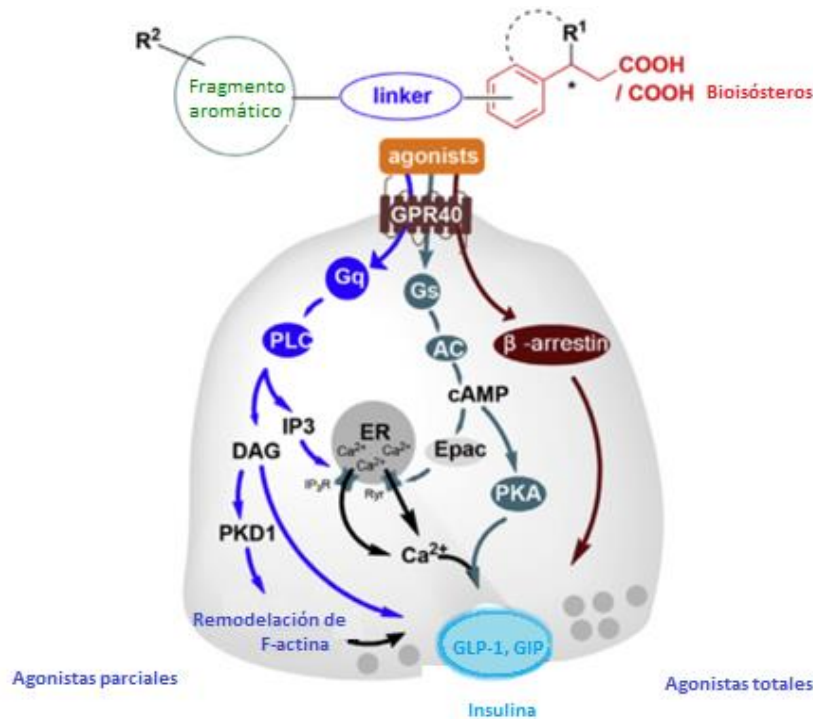 R²
R¹
Fragmento
aromático
linker
*
COOH
/ COOH
Bioisósteros
agonists
GPR40
Gq
Gs
PLC
AC
β -arrestin
cAMP
IP3
ER
Ca²⁺ Ca²⁺
Ca²⁺
DAG
Epac
IP₃R
Ryr
PKA
PKD1
Ca²⁺
Remodelación de
F-actina
GLP-1, GIP
Agonistas parciales
Agonistas totales
Insulina